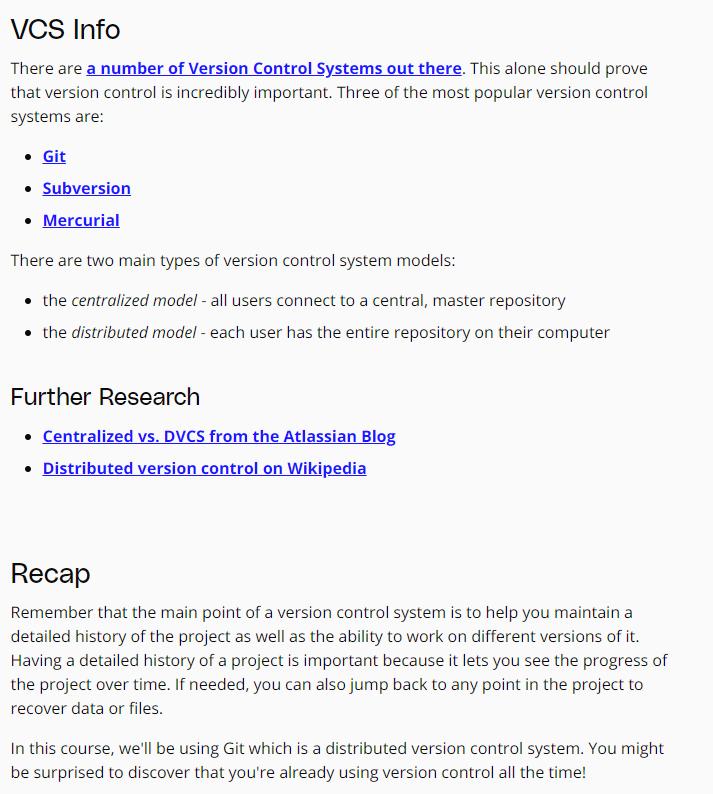 VCS Info
There are a number of Version Control Systems out there. This alone should prove
that version control is incredibly important. Three of the most popular version control
systems are:
• Git
• Subversion
• Mercurial
There are two main types of version control system models:
• the centralized model - all users connect to a central, master repository
• the distributed model - each user has the entire repository on their computer
Further Research
• Centralized vs. DVCS from the Atlassian Blog
• Distributed version control on Wikipedia
Recap
Remember that the main point of a version control system is to help you maintain a
detailed history of the project as well as the ability to work on different versions of it.
Having a detailed history of a project is important because it lets you see the progress of
the project over time. If needed, you can also jump back to any point in the project to
recover data or files.
In this course, we'll be using Git which is a distributed version control system. You might
be surprised to discover that you're already using version control all the time!